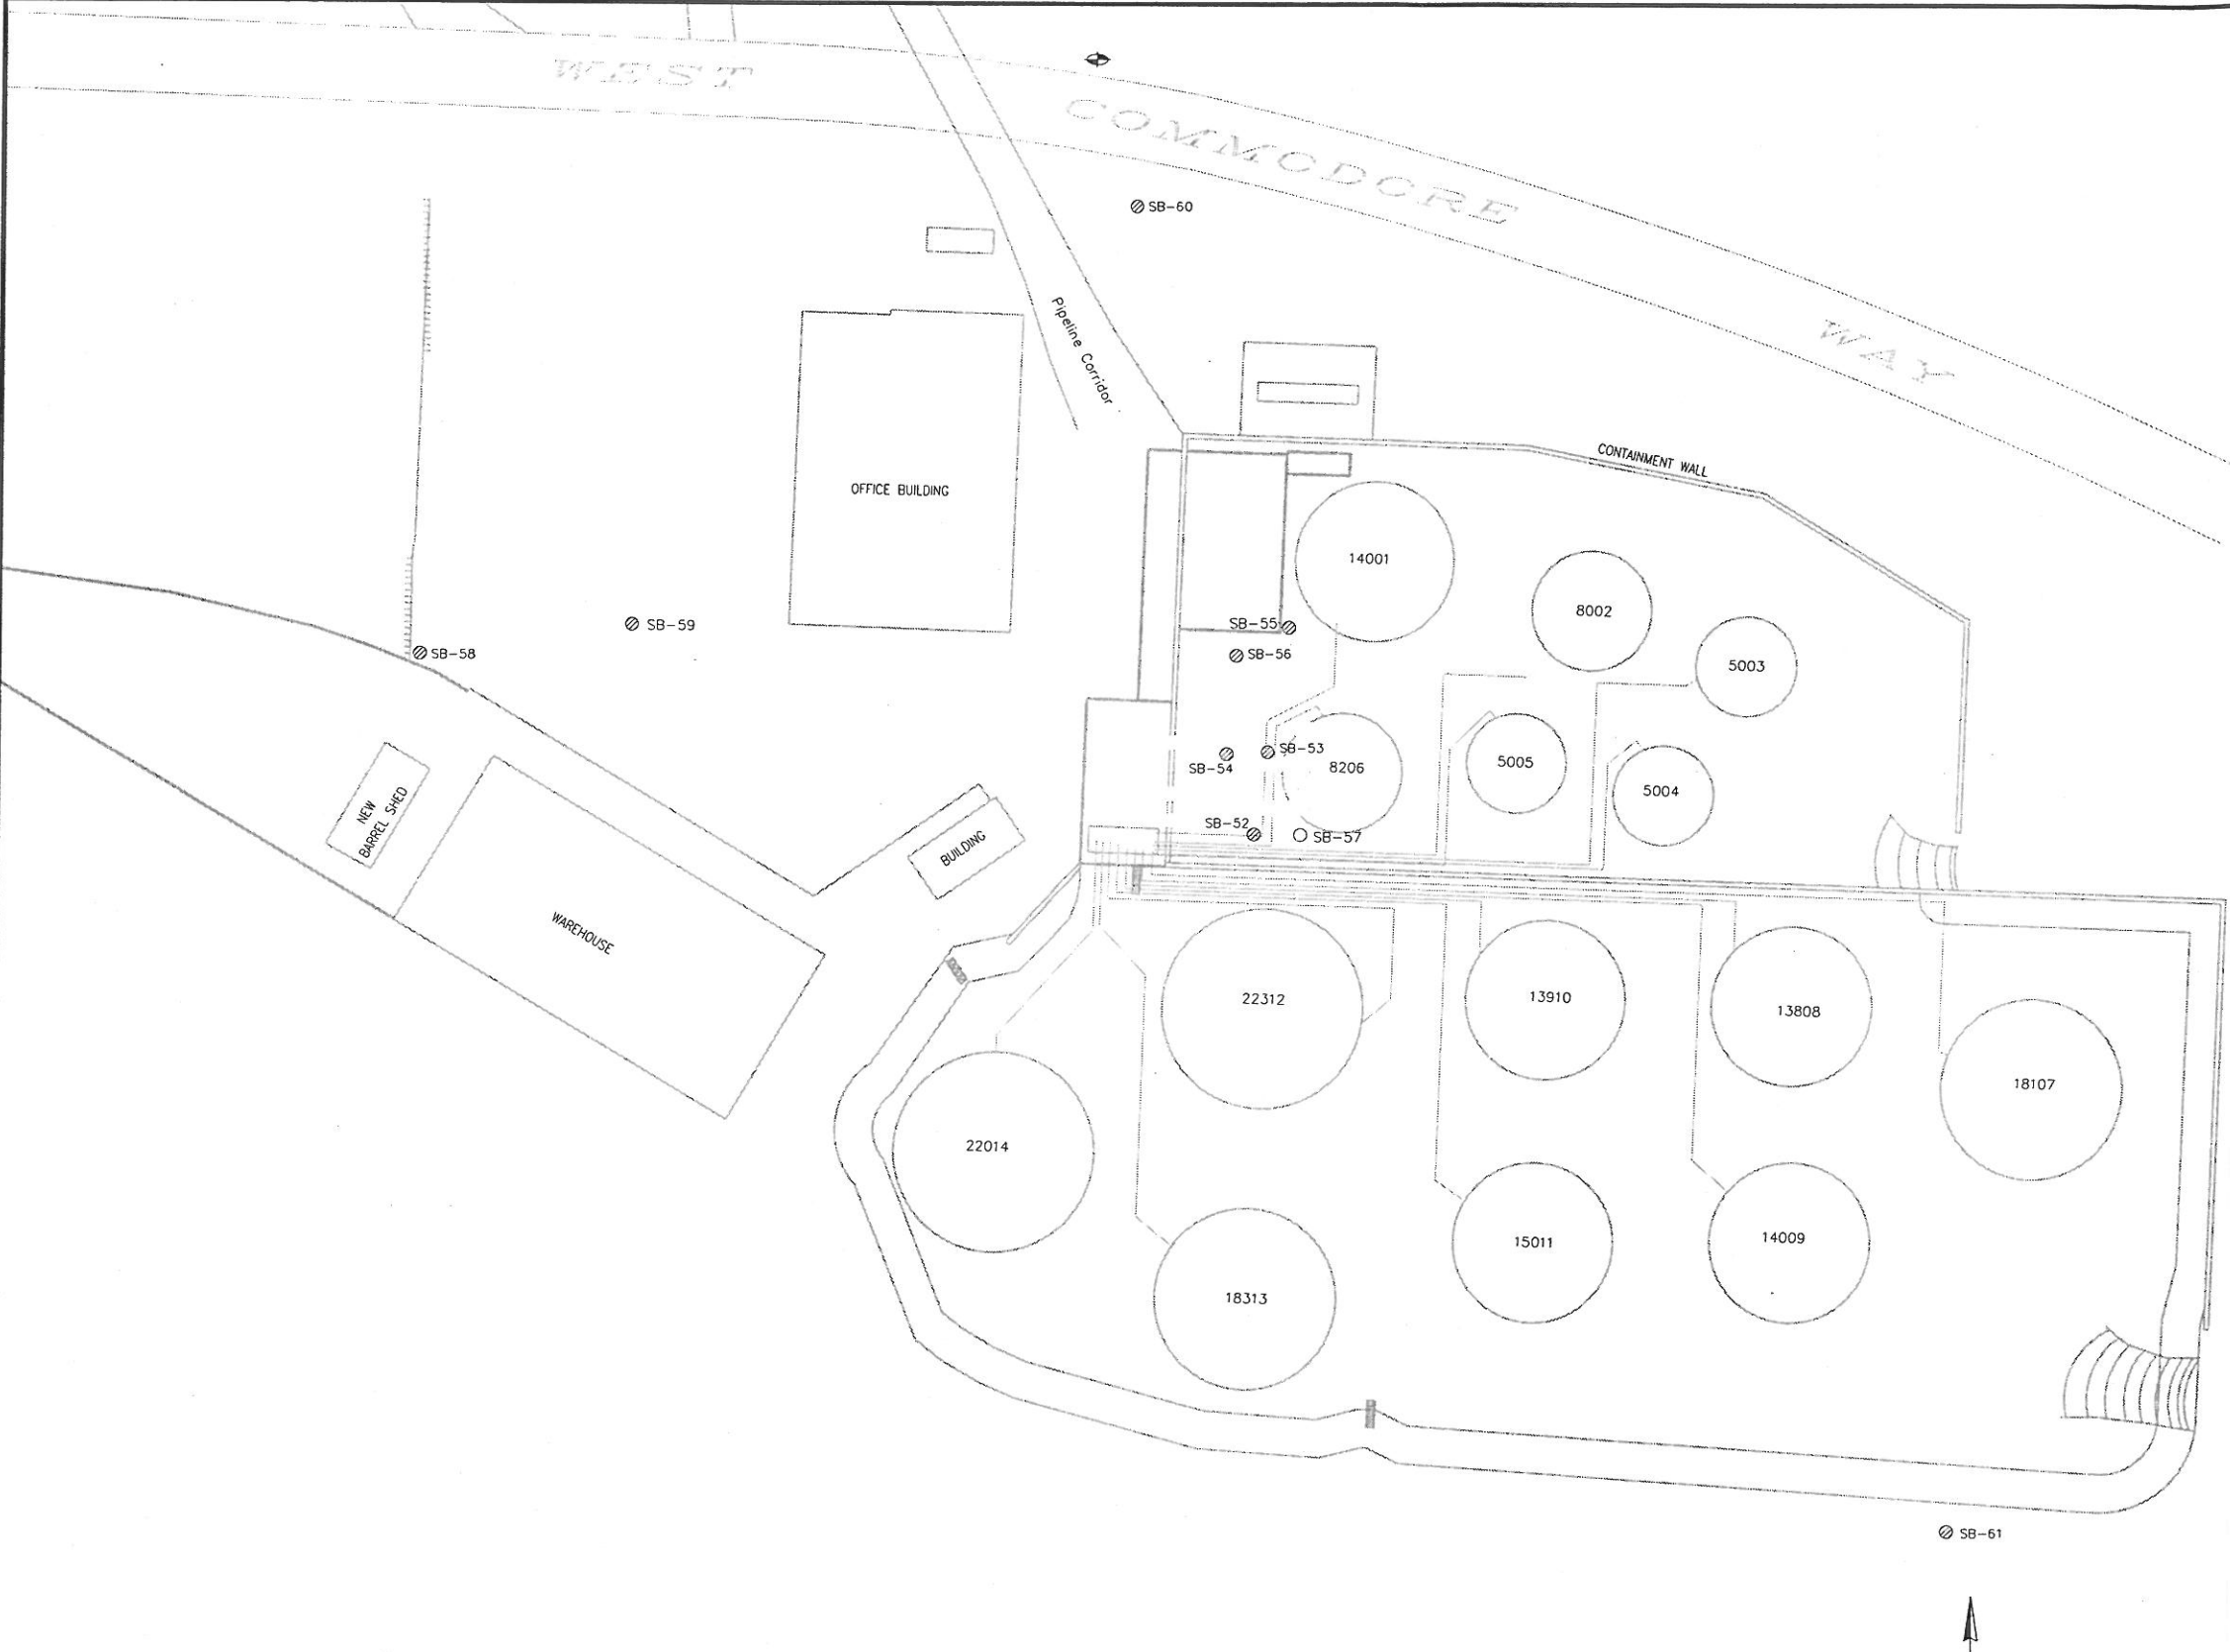 WEST
COMMODORE
WAY
SB-60
Pipeline Corridor
CONTAINMENT WALL
OFFICE BUILDING
14001
8002
SB-59
SB-55
SB-58
SB-56
5003
SB-53
SB-54
8206
5005
5004
NEW
BARREL SHED
SB-52
SB-57
BUILDING
WAREHOUSE
22312
13910
13808
18107
22014
15011
14009
18313
SB-61